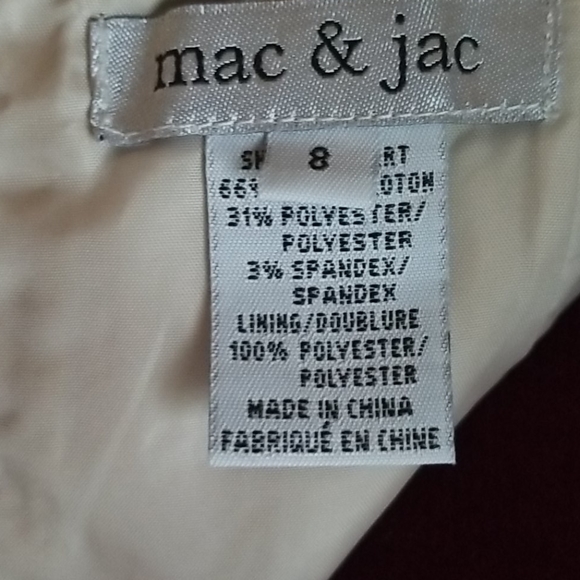 mac & jac
8
31% POLYESTER/
POLYESTER
3% SPANDEX/
SPANDEX
LINING/DOUBLURE
100% POLYESTER/
POLYESTER
MADE IN CHINA
FABRIQUÉ EN CHINE